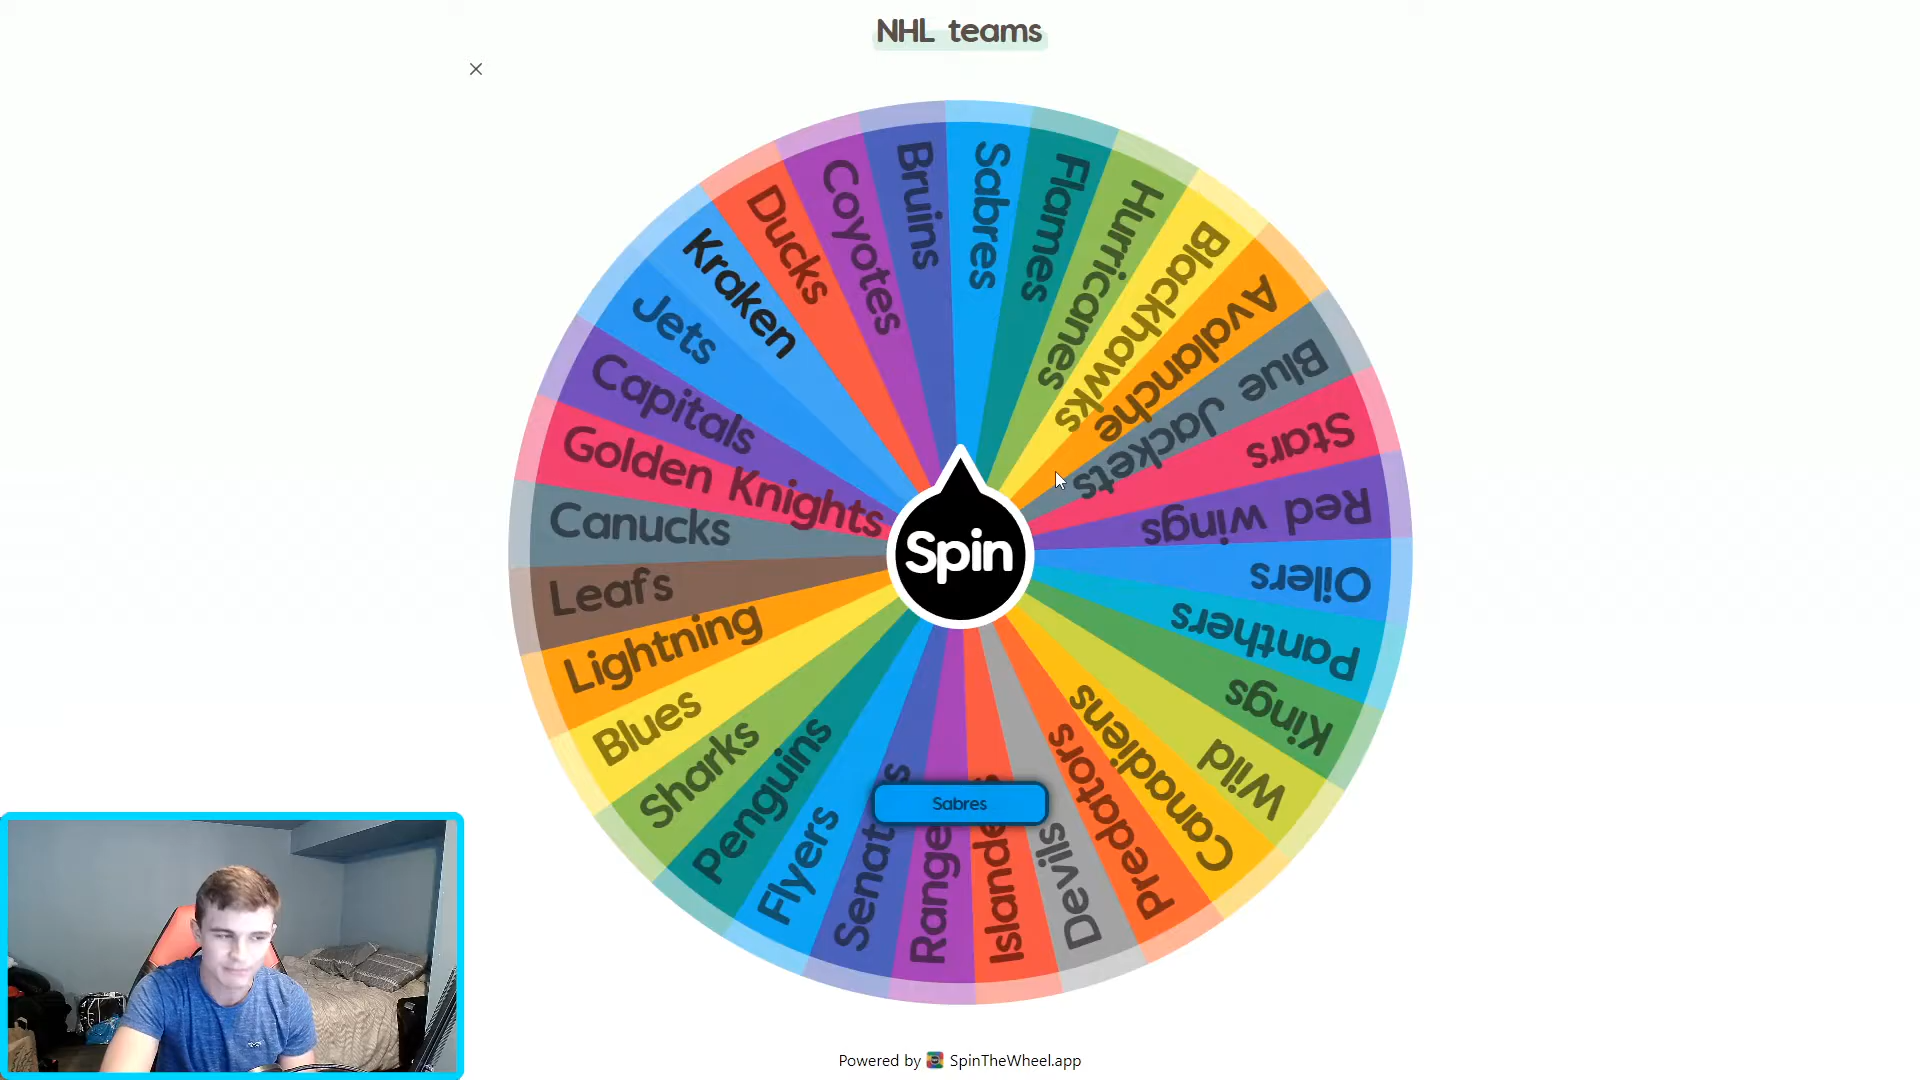 NHL teams
Sabres
Flames
Hurricanes
Blackhawks
Avalanche
Blue Jackets
Stars
Red wings
Oilers
Panthers
Kings
Wild
Canadiens
Predators
Devils
Islanders
Rangers
Senators
Flyers
Penguins
Sharks
Blues
Lightning
Leafs
Canucks
Golden Knights
Capitals
Jets
Kraken
Ducks
Coyotes
Bruins
Spin
Sabres
Powered by SpinTheWheel.app